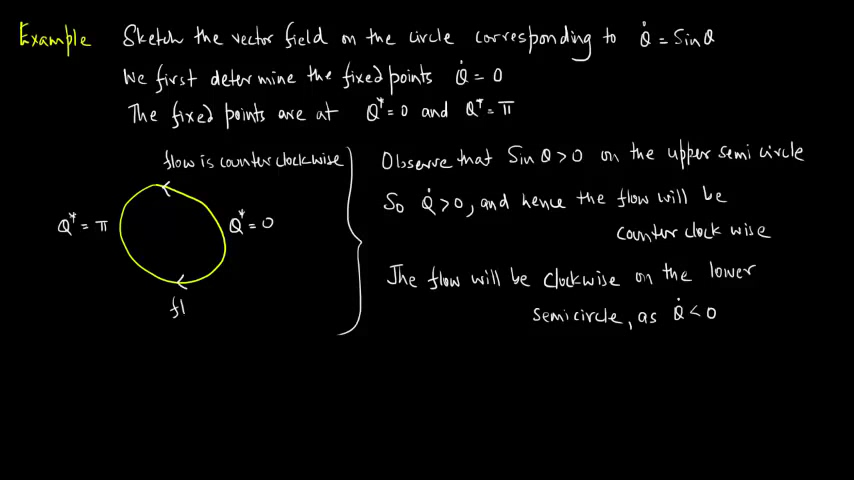 Example Sketch the vector field on the circle corresponding to θ̇ = Sinθ
We first determine the fixed points θ̇ = 0
The fixed points are at θ* = 0 and θ* = π
flow is counter clockwise
θ* = π
θ* = 0
fl
Observe that Sin θ > 0 on the upper semi circle
So θ̇ > 0, and hence the flow will be
counter clock wise
The flow will be clockwise on the lower
semicircle, as θ̇ < 0